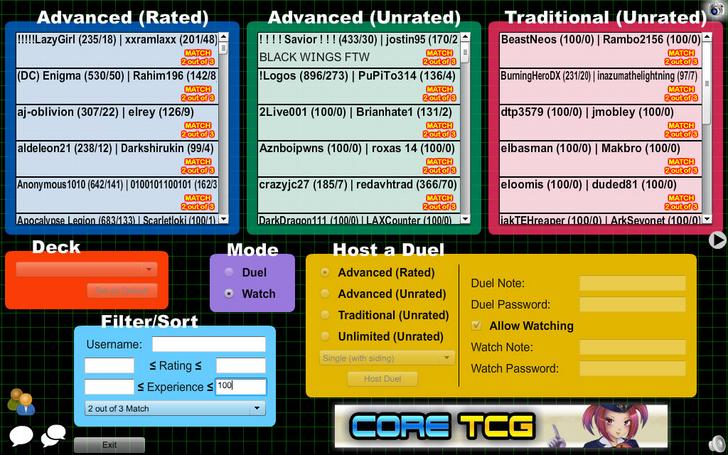 Advanced (Rated)
!!!!!LazyGirl (235/18) | xxramlaxx (201/48)
MATCH
2 out of 3
(DC) Enigma (530/50) | Rahim196 (142/8
MATCH
2 out of 3
aj-oblivion (307/22) | elrey (126/9)
MATCH
2 out of 3
aldeleon21 (238/12) | Darkshirukin (99/4)
MATCH
2 out of 3
Anonymous1010 (642/141) | 0100101100101 (162/3
MATCH
2 out of 3
Apocalypse Legion (683/133) | Scarletloki (100/1)
Advanced (Unrated)
! ! ! ! Savior ! ! ! (433/30) | justin95 (170/2
BLACK WINGS FTW
MATCH
2 out of 3
!Logos (896/273) | PuPiTo314 (136/4)
MATCH
2 out of 3
2Live001 (100/0) | Brianhate1 (131/2)
MATCH
2 out of 3
Aznboipwns (100/0) | roxas 14 (100/0)
MATCH
2 out of 3
crazyjc27 (185/7) | redavhtrad (366/70)
MATCH
2 out of 3
DarkDragon111 (100/0) | LAXCounter (100/0)
Traditional (Unrated)
BeastNeos (100/0) | Rambo2156 (100/0)
MATCH
2 out of 3
BurningHeroDX (231/20) | inazumathelightning (97/7)
MATCH
2 out of 3
dtp3579 (100/0) | jmobley (100/0)
MATCH
2 out of 3
elbasman (100/0) | Makbro (100/0)
MATCH
2 out of 3
eloomis (100/0) | duded81 (100/0)
MATCH
2 out of 3
iakTEHreaper (100/0) | ArkSevonet (100/0)
Deck
Mode
Duel
Watch
Filter/Sort
Username:
≤ Rating ≤
≤ Experience ≤ 100
2 out of 3 Match
Exit
Host a Duel
Advanced (Rated)
Advanced (Unrated)
Traditional (Unrated)
Unlimited (Unrated)
Single (with siding)
Host Duel
Duel Note:
Duel Password:
Allow Watching
Watch Note:
Watch Password:
CORE TCG